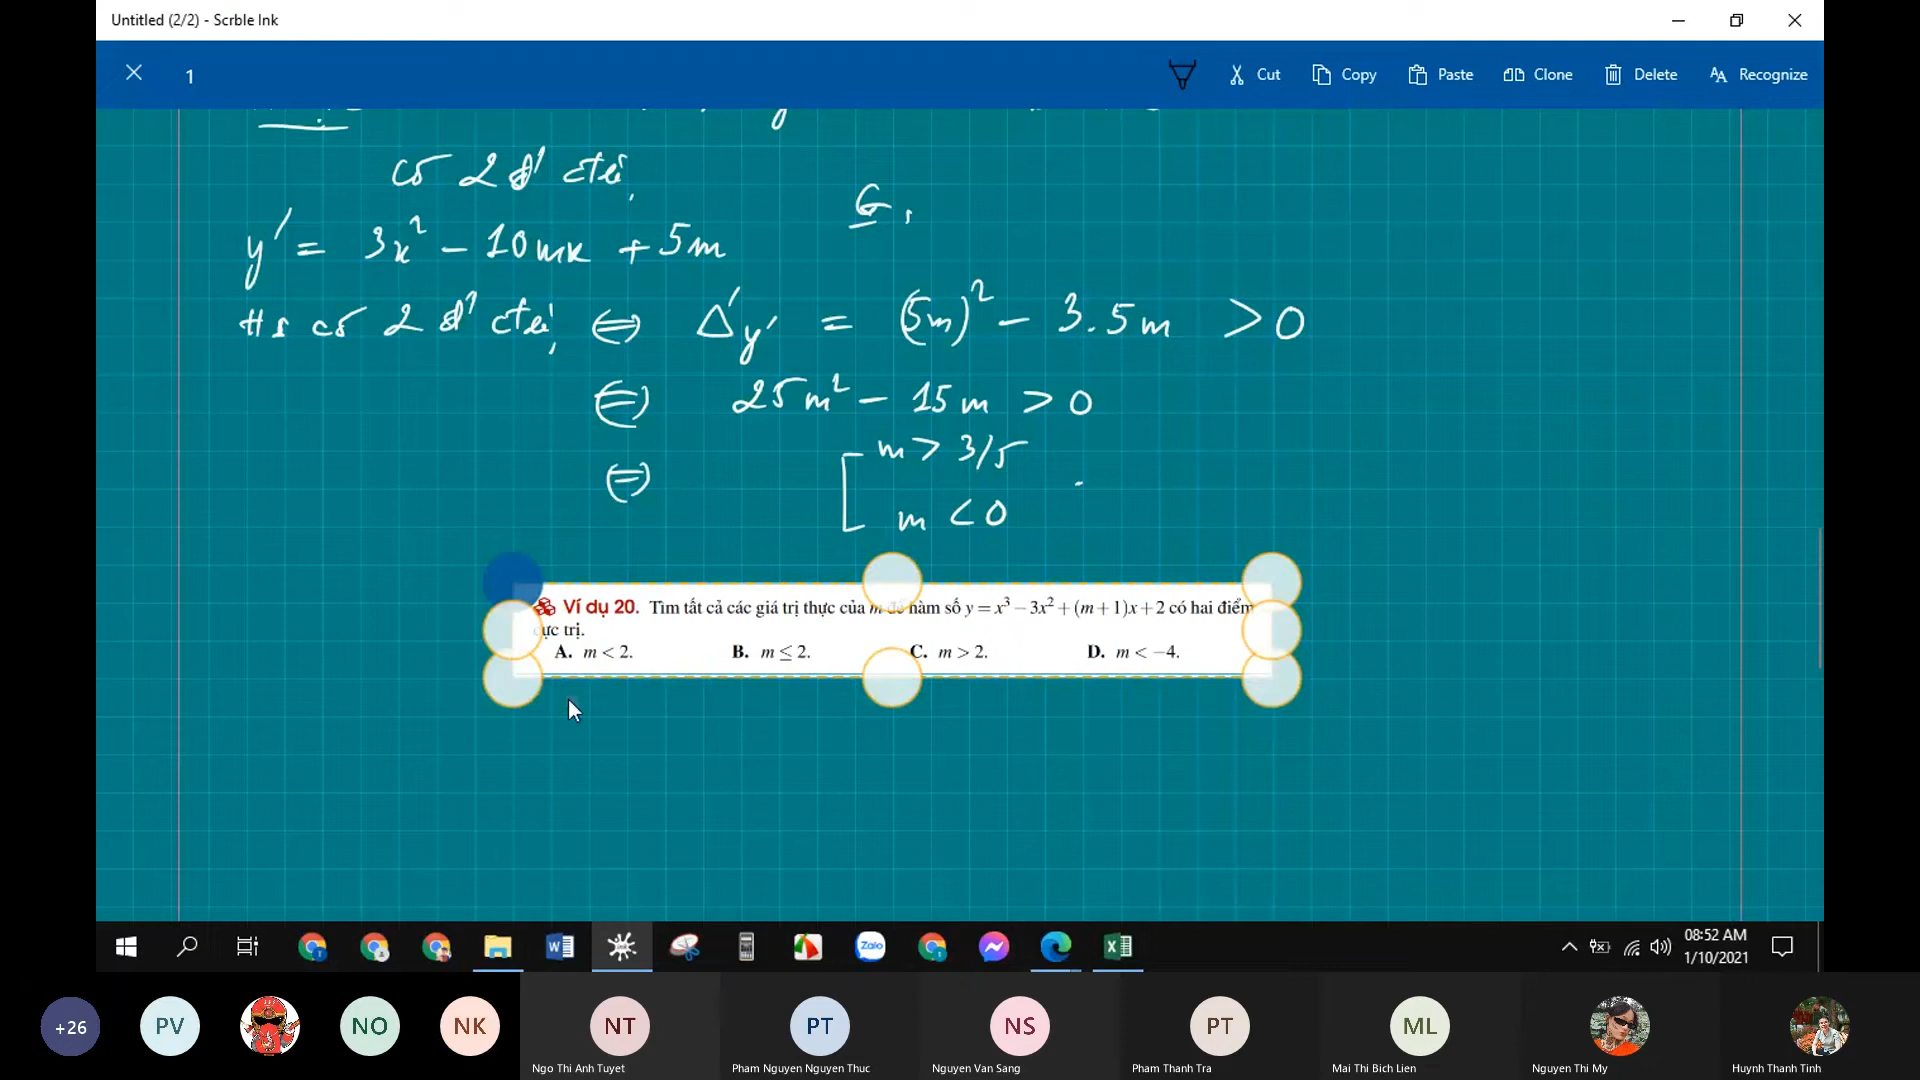 Untitled (2/2) - Scrble Ink
1
Cut
Copy
Paste
Clone
Delete
Recognize
có 2 đ' ctrị
G,
y' = 3x² - 10mx + 5m
Hs có 2 đ' ctrị ⇔ Δ'y' = (5m)² - 3.5m > 0
⇔ 25m² - 15m > 0
⇔ [ m > 3/5
m < 0
Ví dụ 20. Tìm tất cả các giá trị thực của m để hàm số y = x³ − 3x² + (m + 1)x + 2 có hai điểm
cực trị.
A. m < 2. B. m ≤ 2. C. m > 2. D. m < −4.
Zalo
08:52 AM
1/10/2021
+26
PV
NO
NK
NT
PT
NS
PT
ML
Ngo Thi Anh Tuyet
Pham Nguyen Nguyen Thuc
Nguyen Van Sang
Pham Thanh Tra
Mai Thi Bich Lien
Nguyen Thi My
Huynh Thanh Tinh